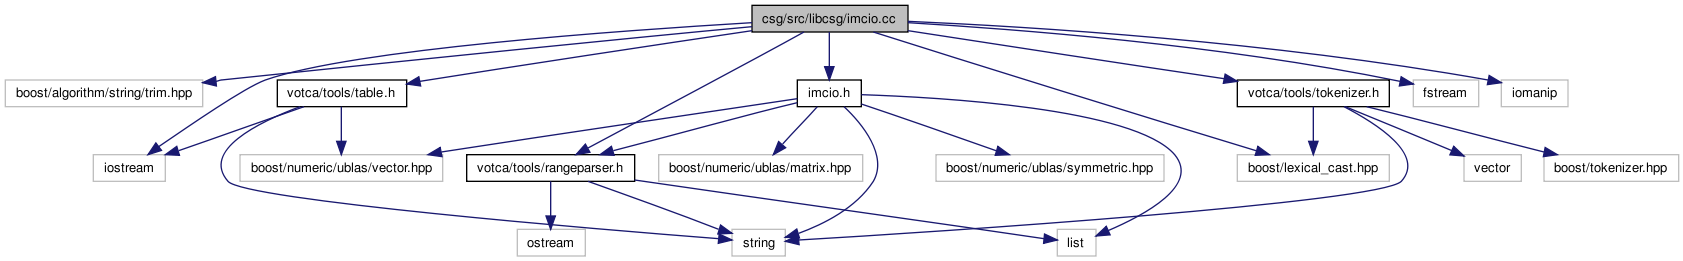 csg/src/libcsg/imcio.cc
boost/algorithm/string/trim.hpp
votca/tools/table.h
imcio.h
votca/tools/tokenizer.h
fstream
iomanip
iostream
boost/numeric/ublas/vector.hpp
votca/tools/rangeparser.h
boost/numeric/ublas/matrix.hpp
boost/numeric/ublas/symmetric.hpp
boost/lexical_cast.hpp
vector
boost/tokenizer.hpp
ostream
string
list